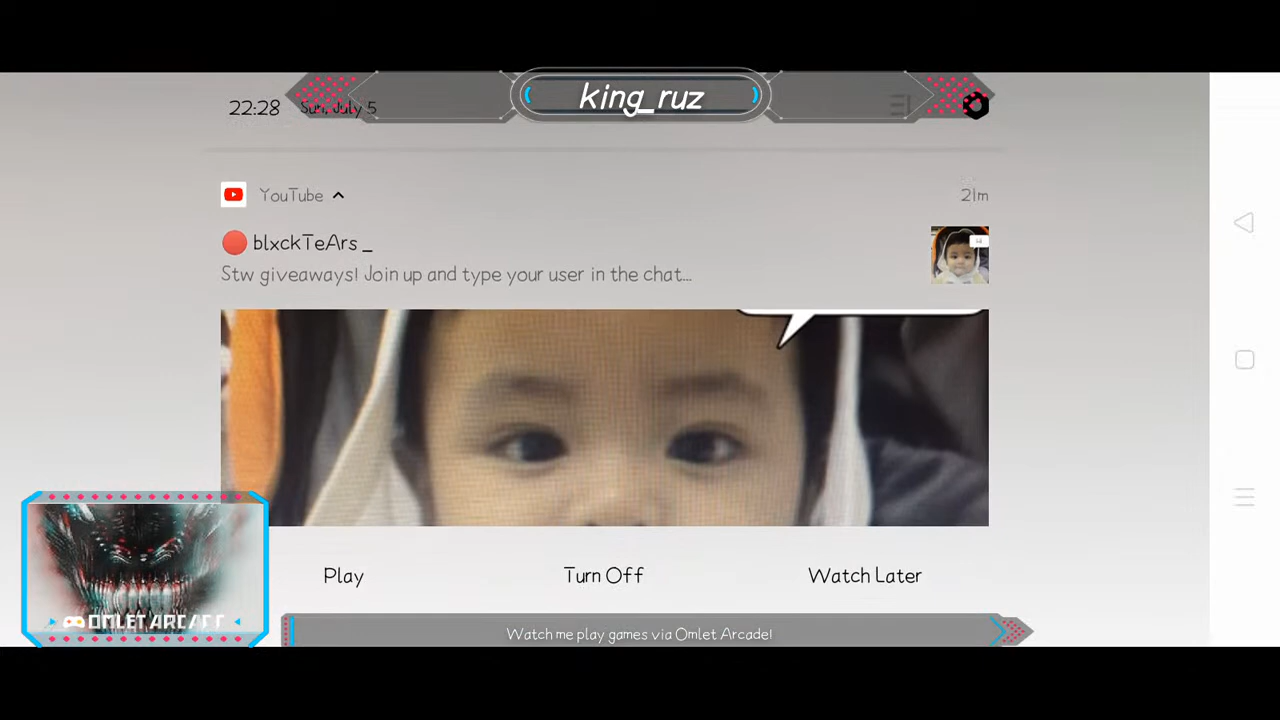 king_ruz
22:28 Sun, July 5
YouTube 21m
blxckTeArs _
Stw giveaways! Join up and type your user in the chat...
Play Turn Off Watch Later
OMLET ARCADE
Watch me play games via Omlet Arcade!